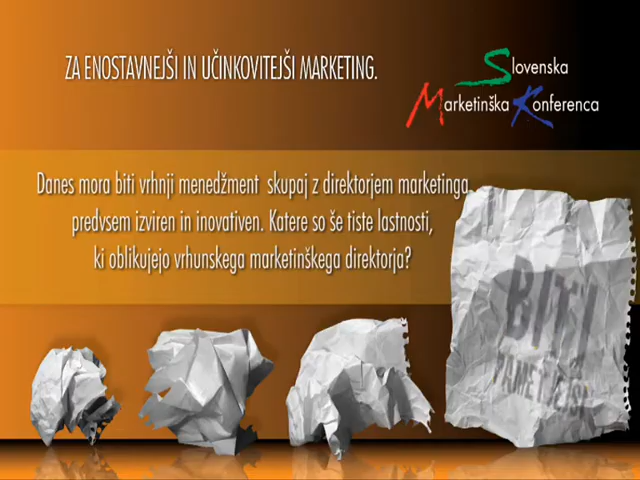 ZA ENOSTAVNEJŠI IN UČINKOVITEJŠI MARKETING.
Slovenska
Marketinška Konferenca
Danes mora biti vrhnji menedžment skupaj z direktorjem marketinga
predvsem izviren in inovativen. Katere so še tiste lastnosti,
ki oblikujejo vrhunskega marketinškega direktorja?
BITI
PAMETNEJŠI